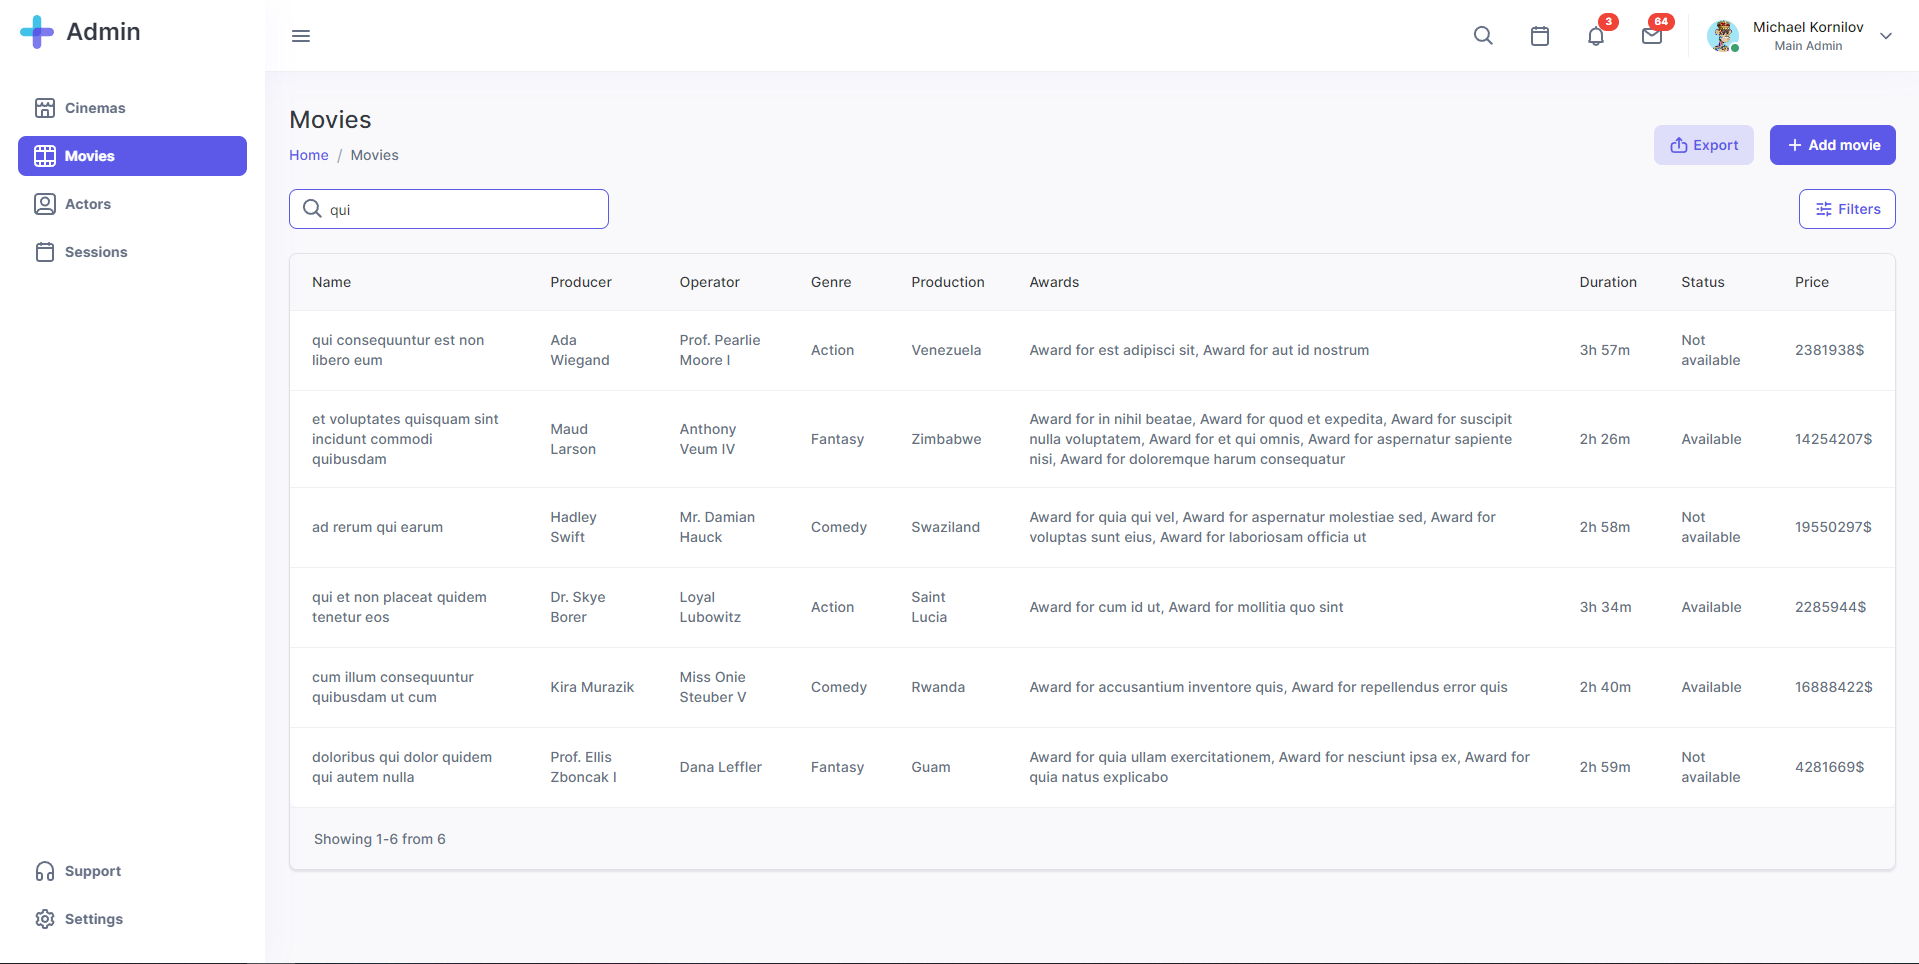 Admin
3
64
Michael Kornilov
Main Admin
Cinemas
Movies
Actors
Sessions
Support
Settings
Movies
Home / Movies
Export
+ Add movie
qui
Filters
Name Producer Operator Genre Production Awards Duration Status Price
qui consequuntur est non
libero eum
Ada
Wiegand
Prof. Pearlie
Moore I
Action
Venezuela
Award for est adipisci sit, Award for aut id nostrum
3h 57m
Not
available
2381938$
et voluptates quisquam sint
incidunt commodi
quibusdam
Maud
Larson
Anthony
Veum IV
Fantasy
Zimbabwe
Award for in nihil beatae, Award for quod et expedita, Award for suscipit
nulla voluptatem, Award for et qui omnis, Award for aspernatur sapiente
nisi, Award for doloremque harum consequatur
2h 26m
Available
14254207$
ad rerum qui earum
Hadley
Swift
Mr. Damian
Hauck
Comedy
Swaziland
Award for quia qui vel, Award for aspernatur molestiae sed, Award for
voluptas sunt eius, Award for laboriosam officia ut
2h 58m
Not
available
19550297$
qui et non placeat quidem
tenetur eos
Dr. Skye
Borer
Loyal
Lubowitz
Action
Saint
Lucia
Award for cum id ut, Award for mollitia quo sint
3h 34m
Available
2285944$
cum illum consequuntur
quibusdam ut cum
Kira Murazik
Miss Onie
Steuber V
Comedy
Rwanda
Award for accusantium inventore quis, Award for repellendus error quis
2h 40m
Available
16888422$
doloribus qui dolor quidem
qui autem nulla
Prof. Ellis
Zboncak I
Dana Leffler
Fantasy
Guam
Award for quia ullam exercitationem, Award for nesciunt ipsa ex, Award for
quia natus explicabo
2h 59m
Not
available
4281669$
Showing 1-6 from 6